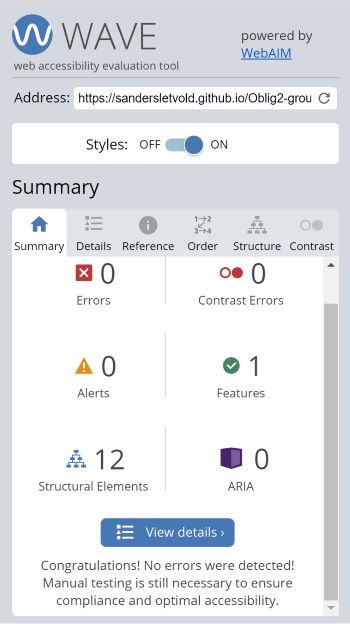 WAVE
web accessibility evaluation tool
powered by
WebAIM
Address: https://sandersletvold.github.io/Oblig2-grou
Styles: OFF ON
Summary
Summary Details Reference Order Structure Contrast
0 0
Errors Contrast Errors
0 1
Alerts Features
12 0
Structural Elements ARIA
View details ›
Congratulations! No errors were detected!
Manual testing is still necessary to ensure
compliance and optimal accessibility.